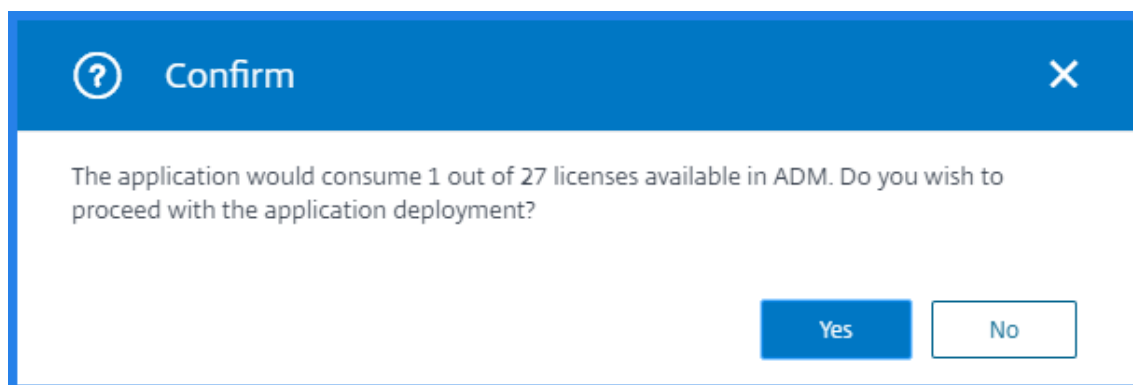 Confirm
The application would consume 1 out of 27 licenses available in ADM. Do you wish to
proceed with the application deployment?
Yes No